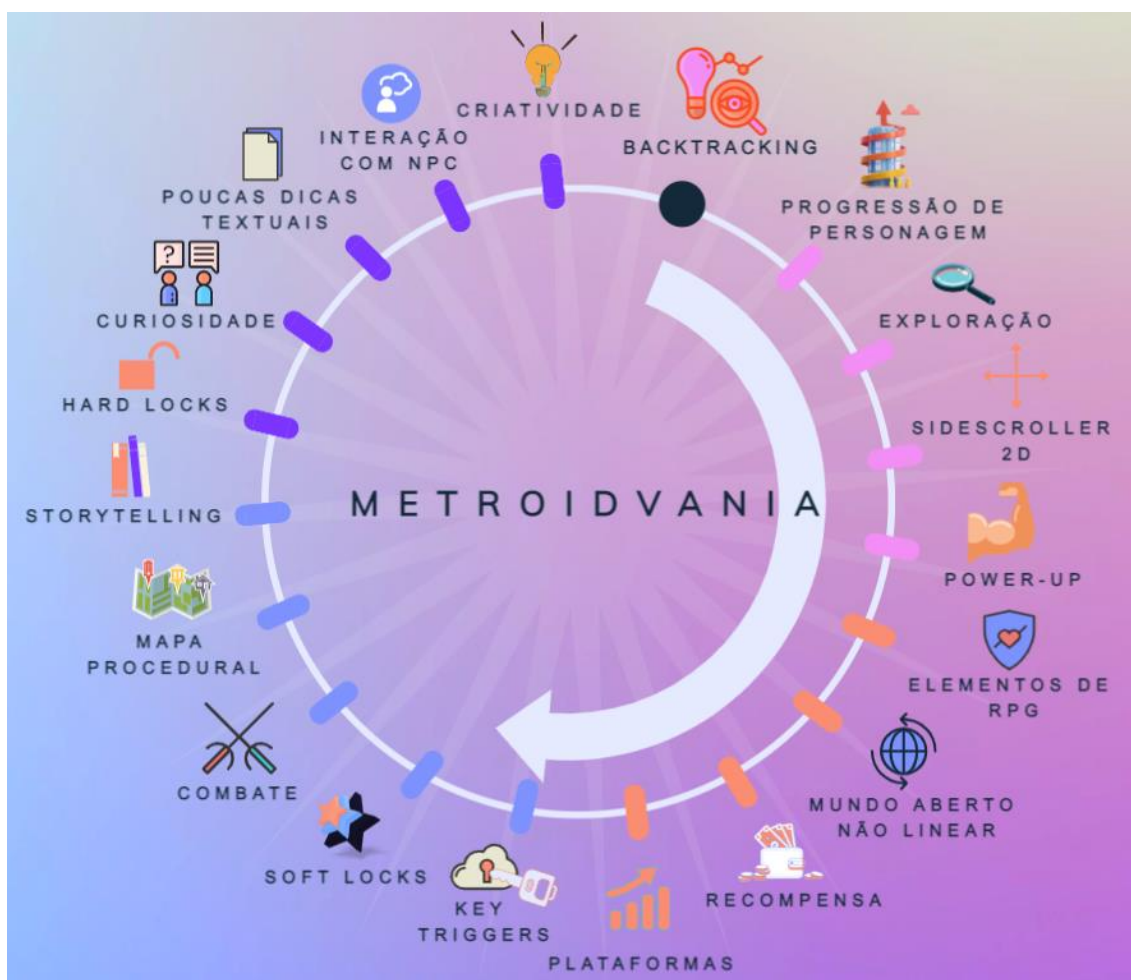 CRIATIVIDADE
BACKTRACKING
PROGRESSÃO DE
PERSONAGEM
EXPLORAÇÃO
SIDESCROLLER
2D
POWER-UP
ELEMENTOS DE
RPG
MUNDO ABERTO
NÃO LINEAR
RECOMPENSA
PLATAFORMAS
KEY
TRIGGERS
SOFT LOCKS
COMBATE
MAPA
PROCEDURAL
STORYTELLING
HARD LOCKS
CURIOSIDADE
POUCAS DICAS
TEXTUAIS
INTERAÇÃO
COM NPC
METROIDVANIA